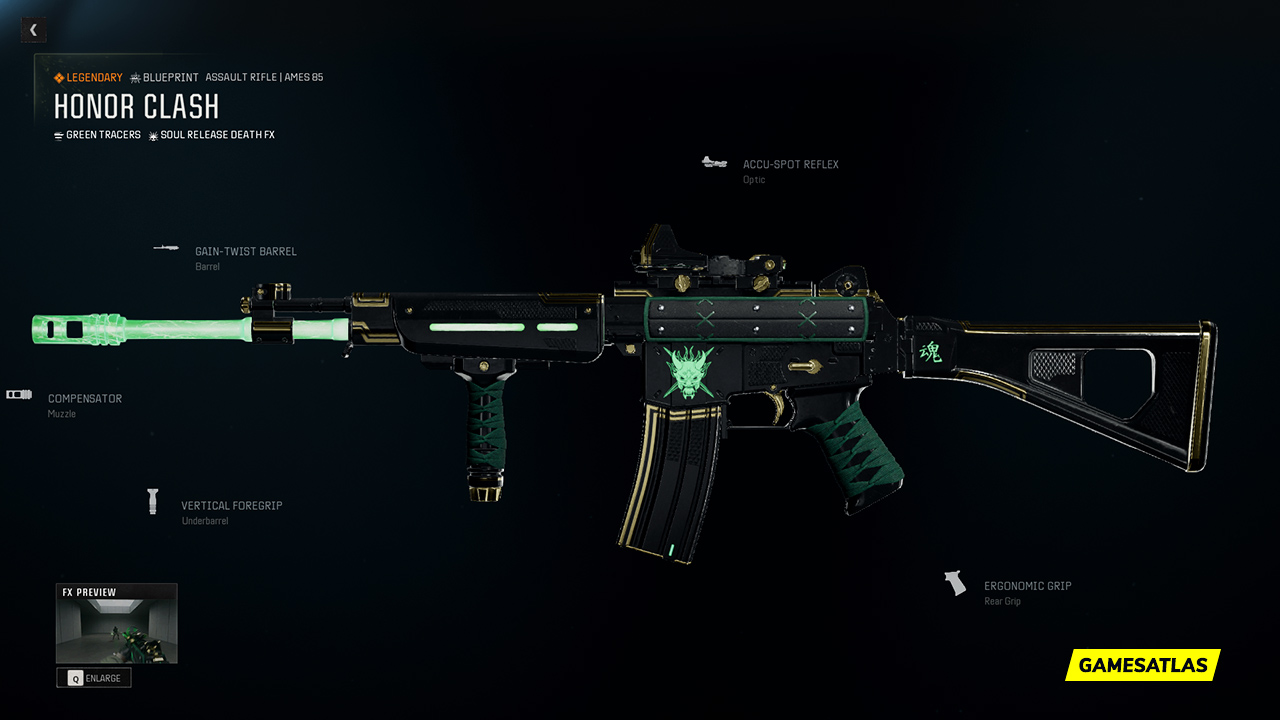 LEGENDARY BLUEPRINT ASSAULT RIFLE | AMES 85
HONOR CLASH
GREEN TRACERS SOUL RELEASE DEATH FX
ACCU-SPOT REFLEX
Optic
GAIN-TWIST BARREL
Barrel
魂
COMPENSATOR
Muzzle
VERTICAL FOREGRIP
Underbarrel
ERGONOMIC GRIP
Rear Grip
FX PREVIEW
Q ENLARGE
GAMESATLAS